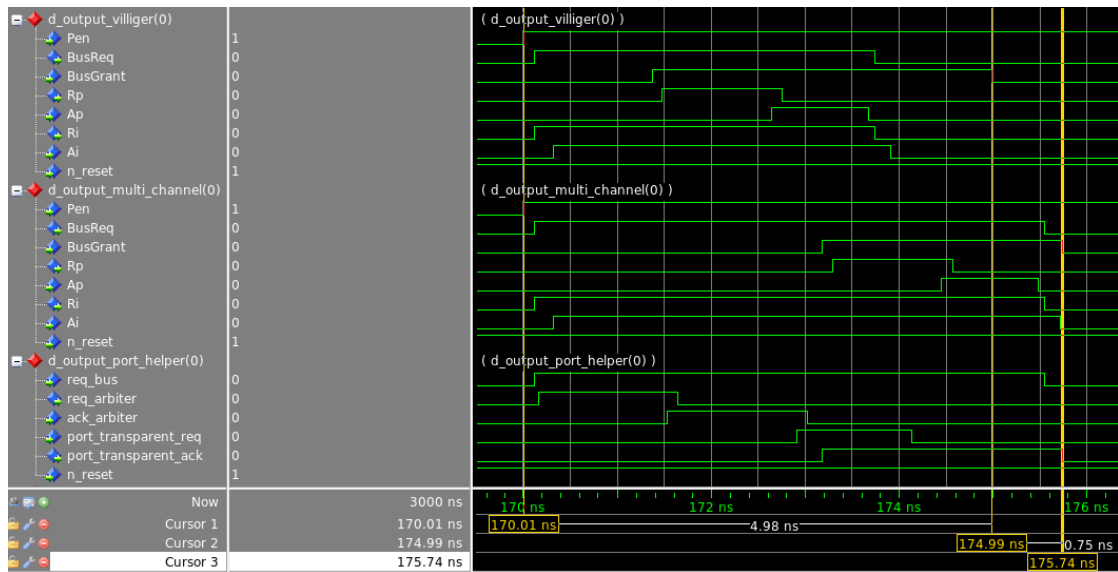 d_output_villiger(0) ( d_output_villiger(0) )
Pen 1
BusReq 0
BusGrant 0
Rp 0
Ap 0
Ri 0
Ai 0
n_reset 1
d_output_multi_channel(0) ( d_output_multi_channel(0) )
Pen 1
BusReq 0
BusGrant 0
Rp 0
Ap 0
Ri 0
Ai 0
n_reset 1
d_output_port_helper(0) ( d_output_port_helper(0) )
req_bus 0
req_arbiter 0
ack_arbiter 0
port_transparent_req 0
port_transparent_ack 0
n_reset 1
Now 3000 ns 170 ns 172 ns 174 ns 176 ns
Cursor 1 170.01 ns 170.01 ns 4.98 ns
Cursor 2 174.99 ns 174.99 ns 0.75 ns
Cursor 3 175.74 ns 175.74 ns